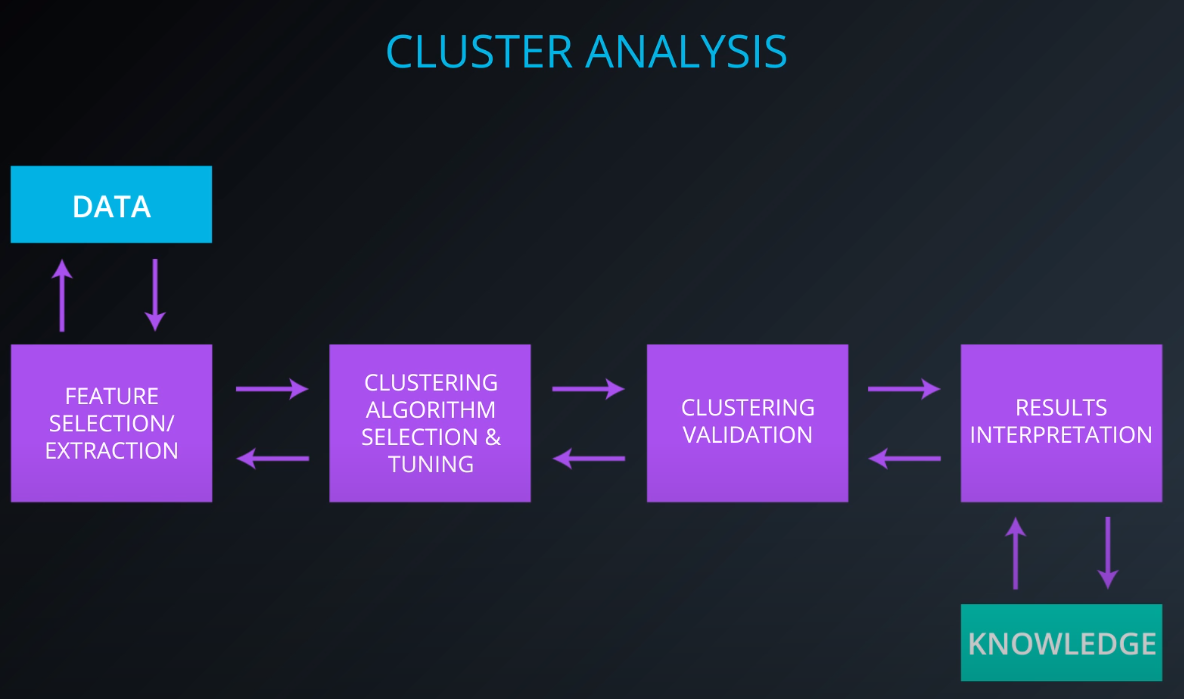 CLUSTER ANALYSIS
DATA
FEATURE
SELECTION/
EXTRACTION
CLUSTERING
ALGORITHM
SELECTION &
TUNING
CLUSTERING
VALIDATION
RESULTS
INTERPRETATION
KNOWLEDGE